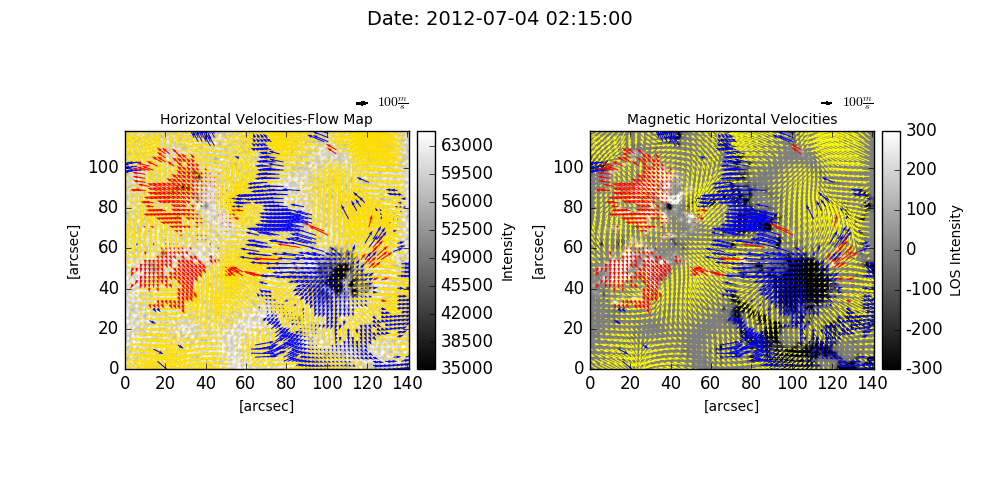 Date: 2012-07-04 02:15:00
100 m/s
Horizontal Velocities-Flow Map
100
80
60
40
20
0
[arcsec]
0 20 40 60 80 100 120 140
[arcsec]
63000
59500
56000
52500
49000
45500
42000
38500
35000
Intensity
100 m/s
Magnetic Horizontal Velocities
100
80
60
40
20
0
[arcsec]
0 20 40 60 80 100 120 140
[arcsec]
300
200
100
0
-100
-200
-300
LOS Intensity